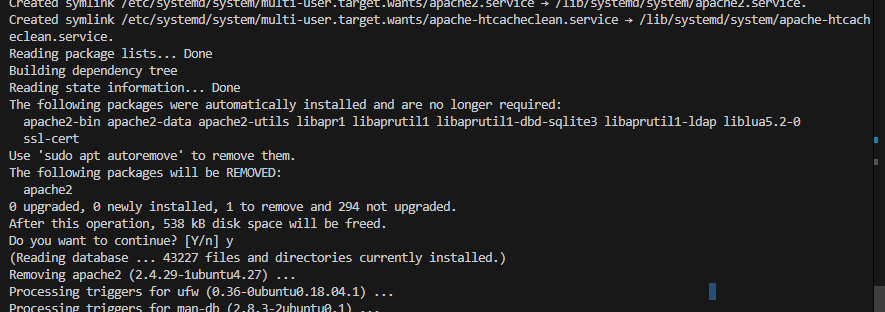 Created symlink /etc/systemd/system/multi-user.target.wants/apache2.service → /lib/systemd/system/apache2.service.
Created symlink /etc/systemd/system/multi-user.target.wants/apache-htcacheclean.service → /lib/systemd/system/apache-htcach
eclean.service.
Reading package lists... Done
Building dependency tree
Reading state information... Done
The following packages were automatically installed and are no longer required:
  apache2-bin apache2-data apache2-utils libapr1 libaprutil1 libaprutil1-dbd-sqlite3 libaprutil1-ldap liblua5.2-0
  ssl-cert
Use 'sudo apt autoremove' to remove them.
The following packages will be REMOVED:
  apache2
0 upgraded, 0 newly installed, 1 to remove and 294 not upgraded.
After this operation, 538 kB disk space will be freed.
Do you want to continue? [Y/n] y
(Reading database ... 43227 files and directories currently installed.)
Removing apache2 (2.4.29-1ubuntu4.27) ...
Processing triggers for ufw (0.36-0ubuntu0.18.04.1) ...
Processing triggers for man-db (2.8.3-2ubuntu0.1) ...